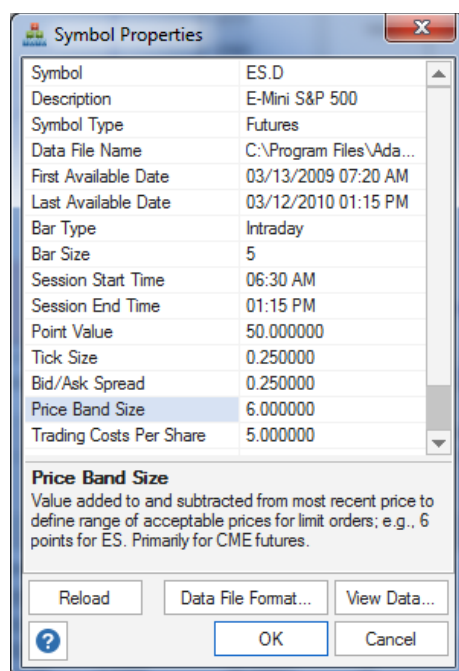 Symbol Properties
Symbol ES.D
Description E-Mini S&P 500
Symbol Type Futures
Data File Name C:\Program Files\Ada...
First Available Date 03/13/2009 07:20 AM
Last Available Date 03/12/2010 01:15 PM
Bar Type Intraday
Bar Size 5
Session Start Time 06:30 AM
Session End Time 01:15 PM
Point Value 50.000000
Tick Size 0.250000
Bid/Ask Spread 0.250000
Price Band Size 6.000000
Trading Costs Per Share 5.000000
Price Band Size
Value added to and subtracted from most recent price to
define range of acceptable prices for limit orders; e.g., 6
points for ES. Primarily for CME futures.
Reload Data File Format... View Data...
? OK Cancel